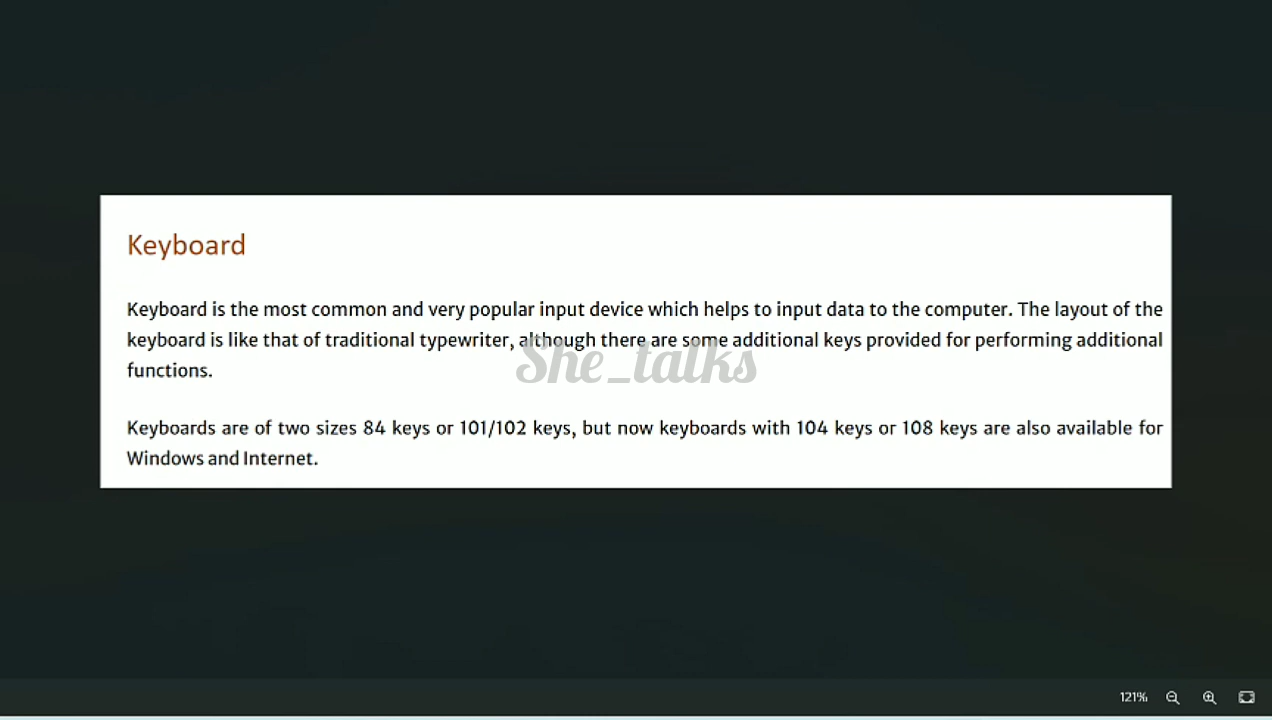 Keyboard
Keyboard is the most common and very popular input device which helps to input data to the computer. The layout of the
keyboard is like that of traditional typewriter, although there are some additional keys provided for performing additional
functions.
She_talks
Keyboards are of two sizes 84 keys or 101/102 keys, but now keyboards with 104 keys or 108 keys are also available for
Windows and Internet.
121%